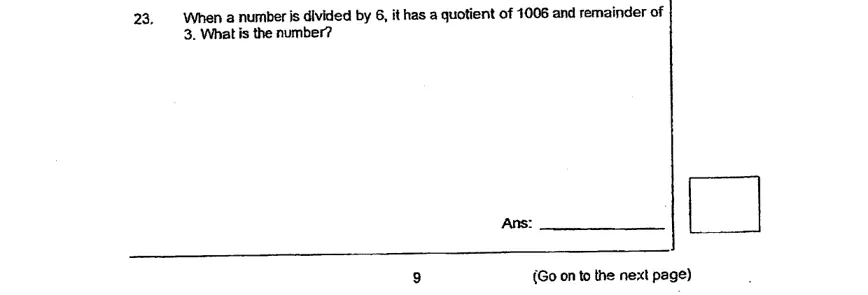 23. When a number is divided by 6, it has a quotient of 1006 and remainder of
3. What is the number?
Ans:
9 (Go on to the next page)